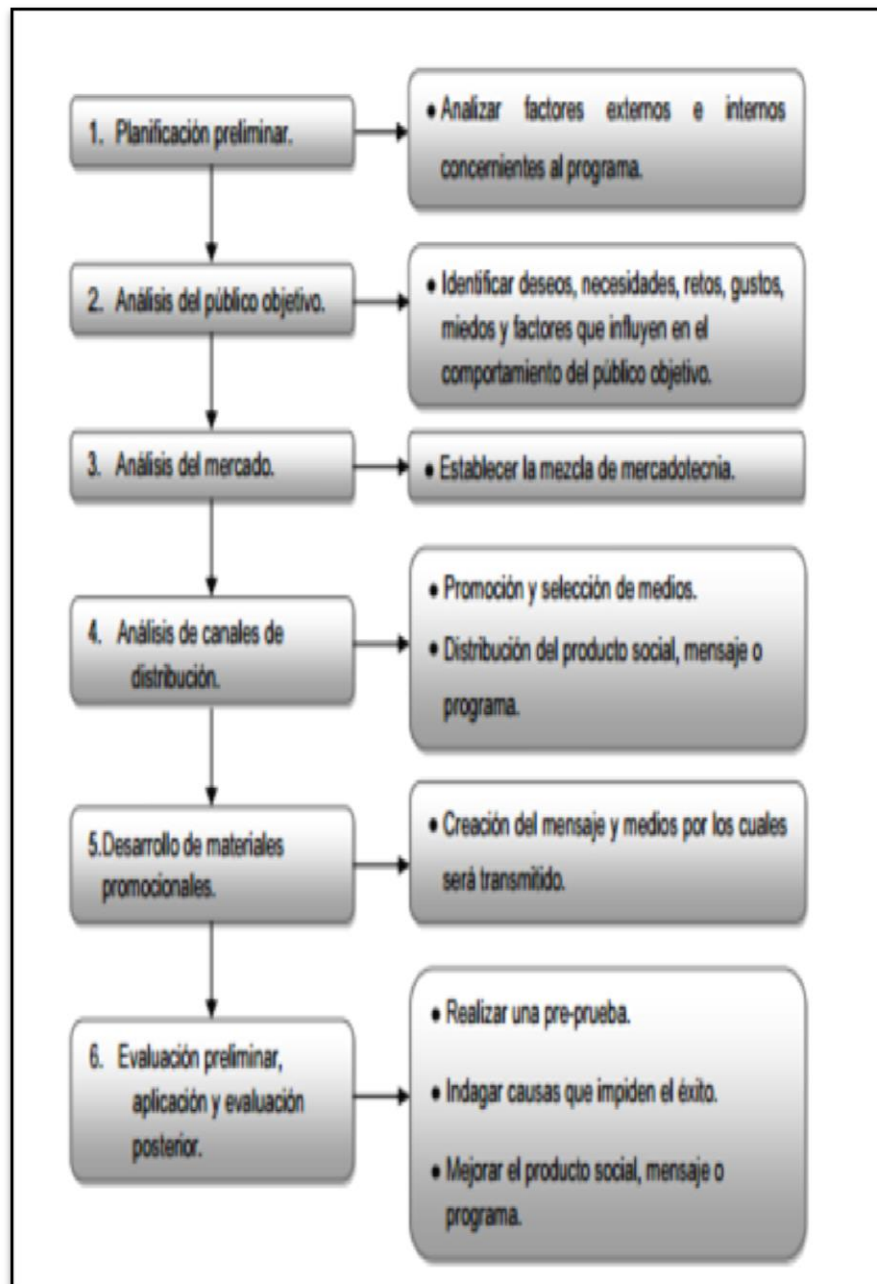 1. Planificación preliminar.
• Analizar factores externos e internos
concernientes al programa.
2. Análisis del público objetivo.
• Identificar deseos, necesidades, retos, gustos,
miedos y factores que influyen en el
comportamiento del público objetivo.
3. Análisis del mercado.
• Establecer la mezcla de mercadotecnia.
4. Análisis de canales de
distribución.
• Promoción y selección de medios.
• Distribución del producto social, mensaje o
programa.
5.Desarrollo de materiales
promocionales.
• Creación del mensaje y medios por los cuales
será transmitido.
6. Evaluación preliminar,
aplicación y evaluación
posterior.
• Realizar una pre-prueba.
• Indagar causas que impiden el éxito.
• Mejorar el producto social, mensaje o
programa.